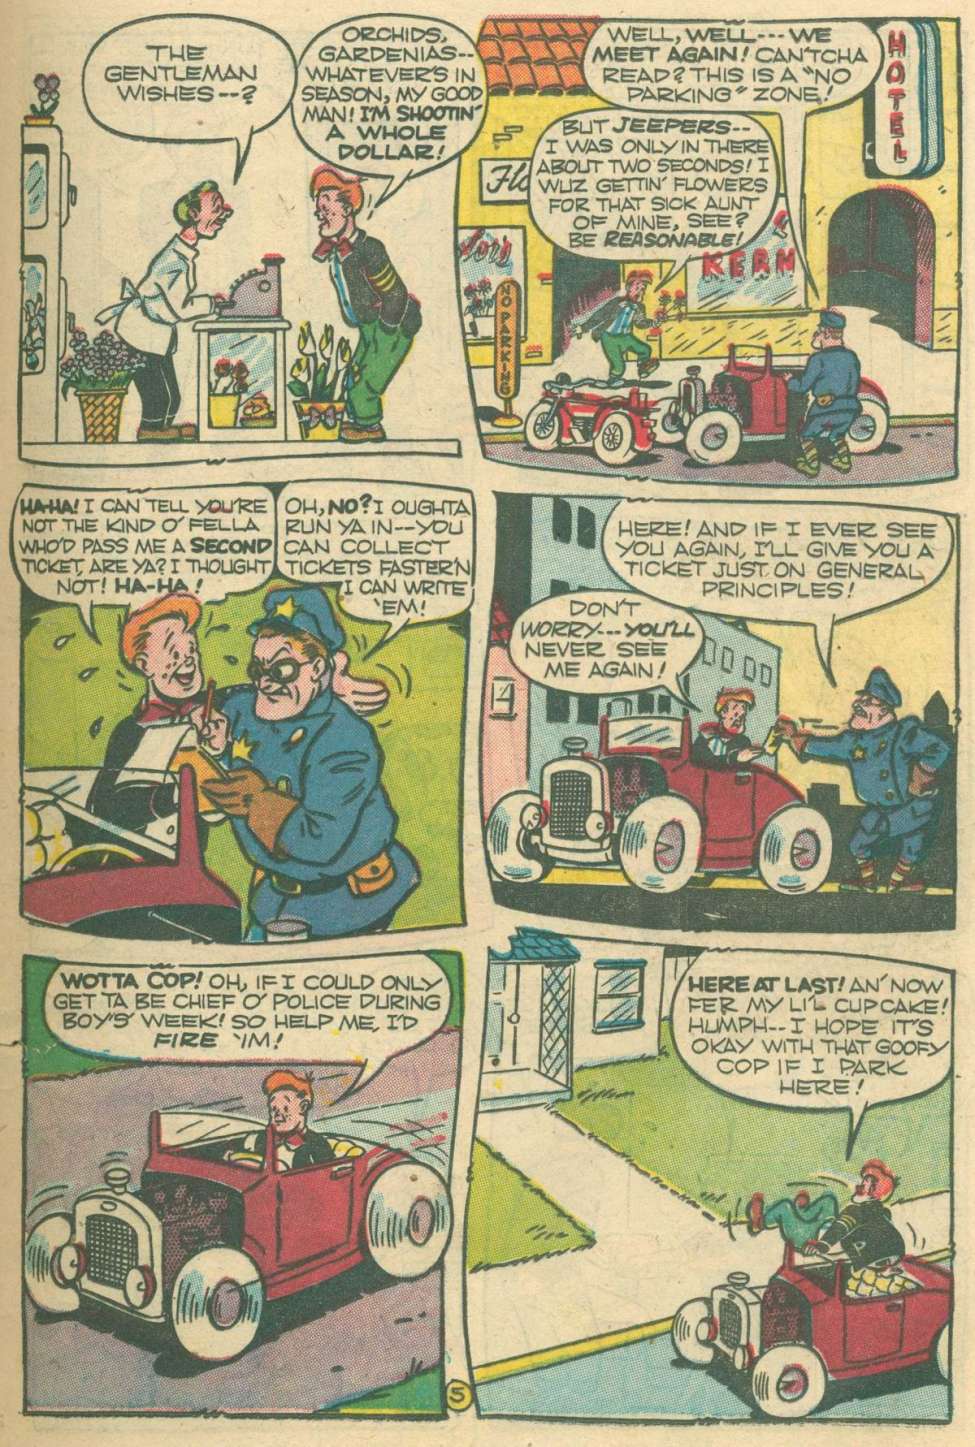 THE
GENTLEMAN
WISHES--?
ORCHIDS,
GARDENIAS--
WHATEVER'S IN
SEASON, MY GOOD
MAN! I'M SHOOTIN'
A WHOLE
DOLLAR!
WELL, WELL---WE
MEET AGAIN! CAN'TCHA
READ? THIS IS A "NO
PARKING" ZONE!
HOTEL
BUT JEEPERS--
I WAS ONLY IN THERE
ABOUT TWO SECONDS! I
WUZ GETTIN' FLOWERS
FOR THAT SICK AUNT
OF MINE, SEE?
BE REASONABLE!
Flo
KERN
NO PARKING
HA-HA! I CAN TELL YOU'RE
NOT THE KIND O' FELLA
WHO'D PASS ME A SECOND
TICKET, ARE YA? I THOUGHT
NOT! HA-HA!
OH, NO? I OUGHTA
RUN YA IN--YOU
CAN COLLECT
TICKETS FASTER'N
I CAN WRITE
'EM!
HERE! AND IF I EVER SEE
YOU AGAIN, I'LL GIVE YOU A
TICKET JUST ON GENERAL
PRINCIPLES!
DON'T
WORRY---YOU'LL
NEVER SEE
ME AGAIN!
WOTTA COP! OH, IF I COULD ONLY
GET TA BE CHIEF O' POLICE DURING
BOY'S' WEEK! SO HELP ME, I'D
FIRE 'IM!
HERE AT LAST! AN' NOW
FER MY LI'L CUPCAKE!
HUMPH--I HOPE IT'S
OKAY WITH THAT GOOFY
COP IF I PARK
HERE!
P
5